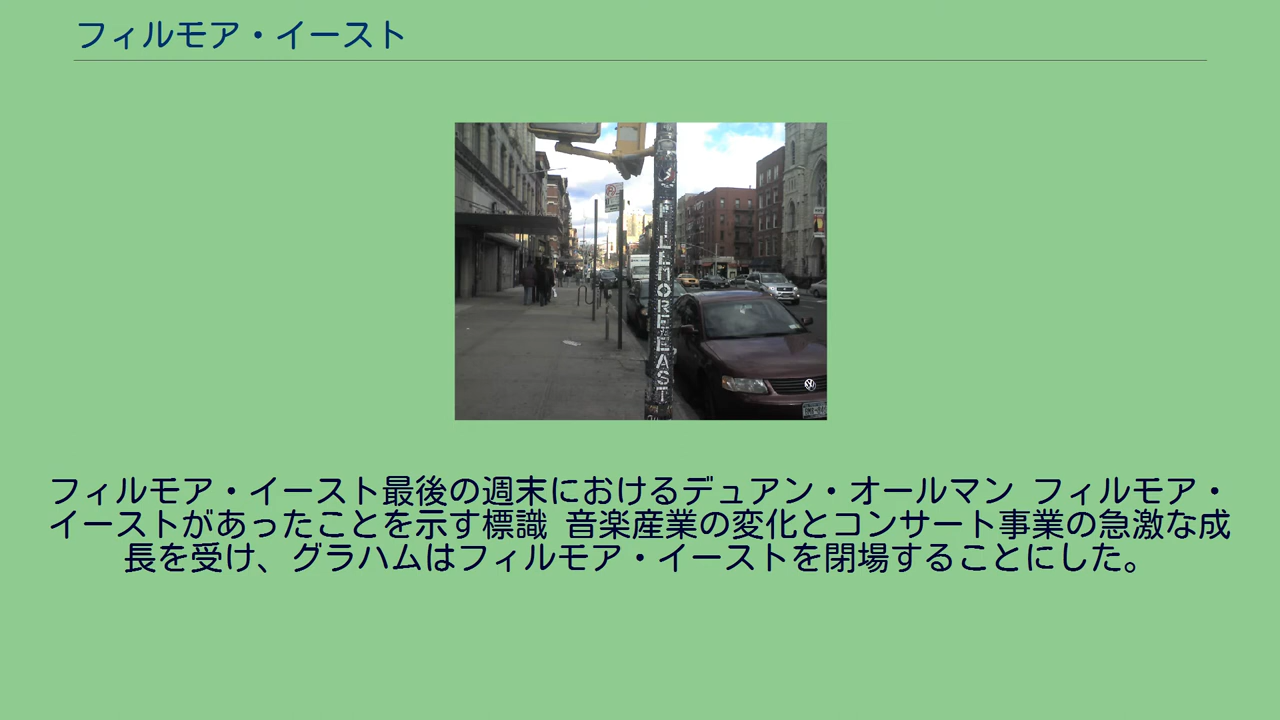 フィルモア・イースト
FILLMORE EAST
フィルモア・イースト最後の週末におけるデュアン・オールマン フィルモア・
イーストがあったことを示す標識 音楽産業の変化とコンサート事業の急激な成
長を受け、グラハムはフィルモア・イーストを閉場することにした。